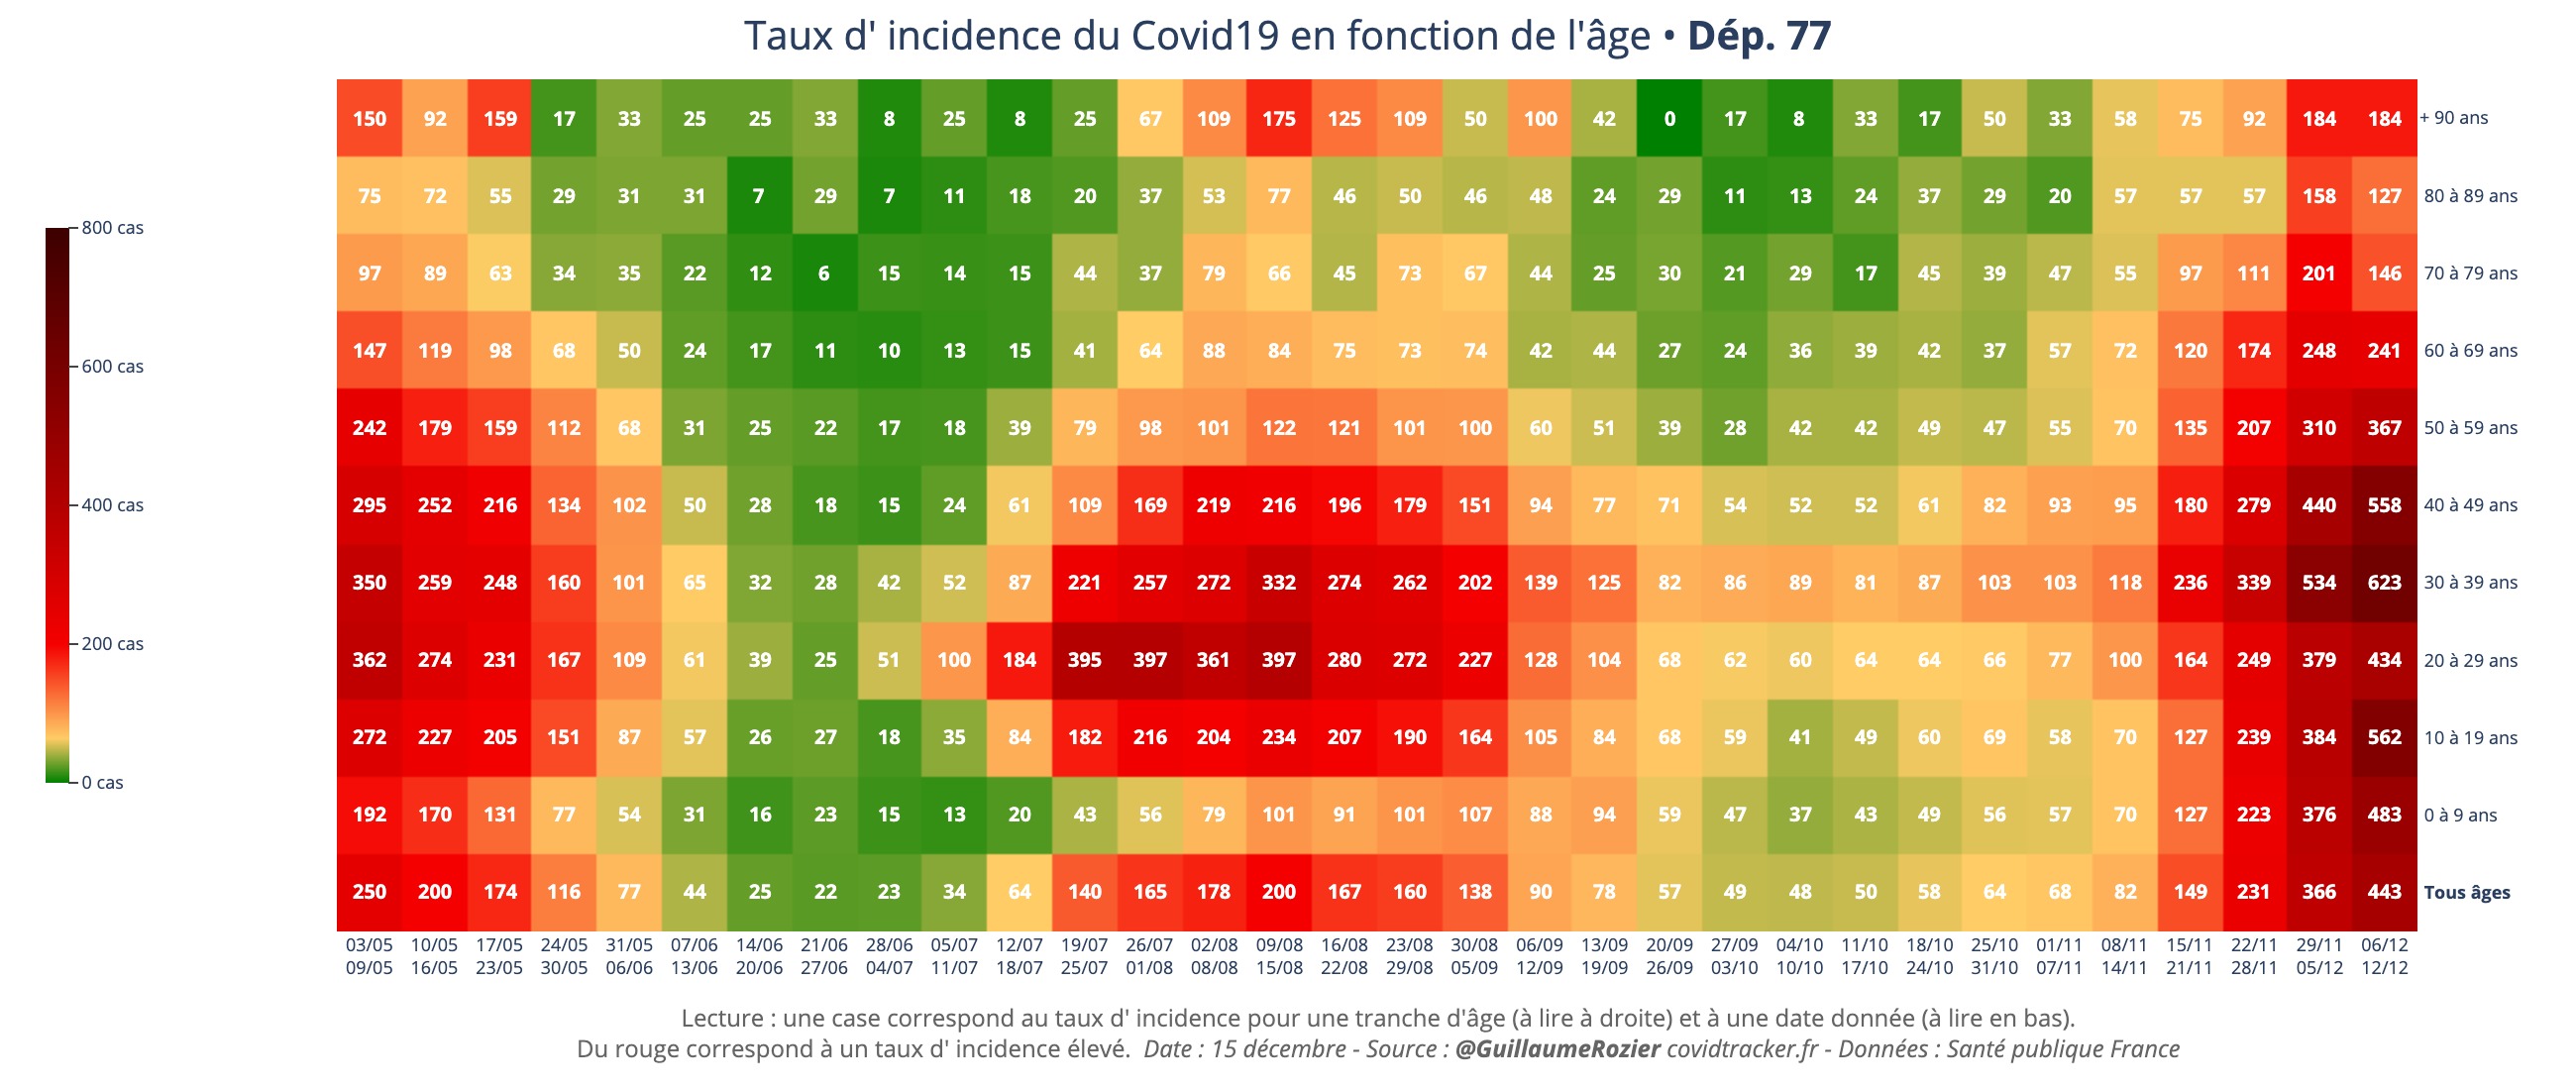 Taux d' incidence du Covid19 en fonction de l'âge • Dép. 77
800 cas
600 cas
400 cas
200 cas
0 cas
150 92 159 17 33 25 25 33 8 25 8 25 67 109 175 125 109 50 100 42 0 17 8 33 17 50 33 58 75 92 184 184 + 90 ans
75 72 55 29 31 31 7 29 7 11 18 20 37 53 77 46 50 46 48 24 29 11 13 24 37 29 20 57 57 57 158 127 80 à 89 ans
97 89 63 34 35 22 12 6 15 14 15 44 37 79 66 45 73 67 44 25 30 21 29 17 45 39 47 55 97 111 201 146 70 à 79 ans
147 119 98 68 50 24 17 11 10 13 15 41 64 88 84 75 73 74 42 44 27 24 36 39 42 37 57 72 120 174 248 241 60 à 69 ans
242 179 159 112 68 31 25 22 17 18 39 79 98 101 122 121 101 100 60 51 39 28 42 42 49 47 55 70 135 207 310 367 50 à 59 ans
295 252 216 134 102 50 28 18 15 24 61 109 169 219 216 196 179 151 94 77 71 54 52 52 61 82 93 95 180 279 440 558 40 à 49 ans
350 259 248 160 101 65 32 28 42 52 87 221 257 272 332 274 262 202 139 125 82 86 89 81 87 103 103 118 236 339 534 623 30 à 39 ans
362 274 231 167 109 61 39 25 51 100 184 395 397 361 397 280 272 227 128 104 68 62 60 64 64 66 77 100 164 249 379 434 20 à 29 ans
272 227 205 151 87 57 26 27 18 35 84 182 216 204 234 207 190 164 105 84 68 59 41 49 60 69 58 70 127 239 384 562 10 à 19 ans
192 170 131 77 54 31 16 23 15 13 20 43 56 79 101 91 101 107 88 94 59 47 37 43 49 56 57 70 127 223 376 483 0 à 9 ans
250 200 174 116 77 44 25 22 23 34 64 140 165 178 200 167 160 138 90 78 57 49 48 50 58 64 68 82 149 231 366 443 Tous âges
03/05 10/05 17/05 24/05 31/05 07/06 14/06 21/06 28/06 05/07 12/07 19/07 26/07 02/08 09/08 16/08 23/08 30/08 06/09 13/09 20/09 27/09 04/10 11/10 18/10 25/10 01/11 08/11 15/11 22/11 29/11 06/12
09/05 16/05 23/05 30/05 06/06 13/06 20/06 27/06 04/07 11/07 18/07 25/07 01/08 08/08 15/08 22/08 29/08 05/09 12/09 19/09 26/09 03/10 10/10 17/10 24/10 31/10 07/11 14/11 21/11 28/11 05/12 12/12
Lecture : une case correspond au taux d' incidence pour une tranche d'âge (à lire à droite) et à une date donnée (à lire en bas).
Du rouge correspond à un taux d' incidence élevé. Date : 15 décembre - Source : @GuillaumeRozier covidtracker.fr - Données : Santé publique France